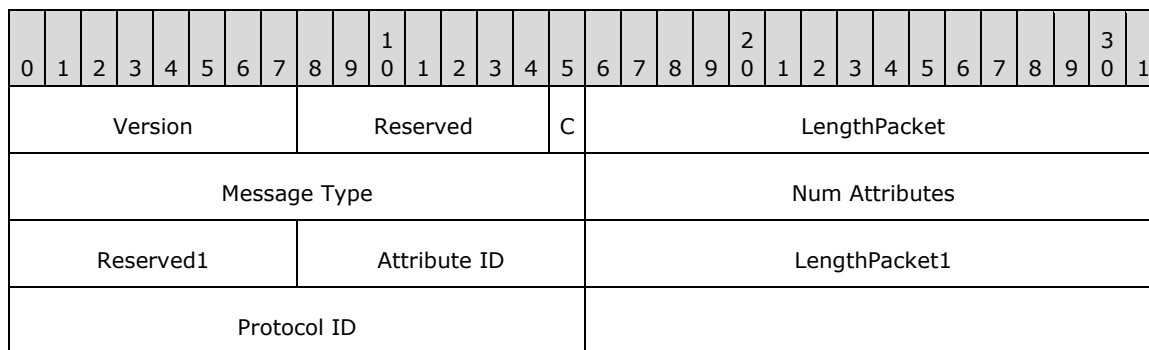 0 1 2 3 4 5 6 7 8 9 1 0 1 2 3 4 5 6 7 8 9 2 0 1 2 3 4 5 6 7 8 9 3 0 1
Version Reserved C LengthPacket
Message Type Num Attributes
Reserved1 Attribute ID LengthPacket1
Protocol ID